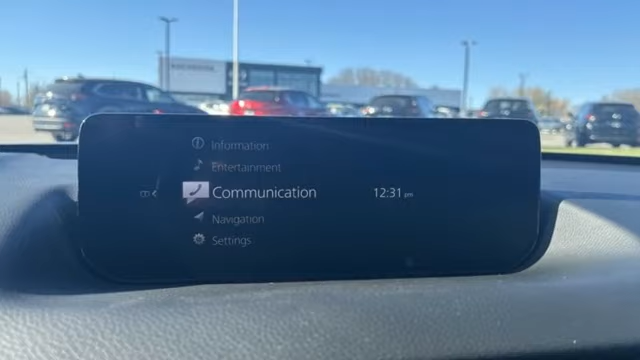 Information
Entertainment
Communication
12:31 pm
Navigation
Settings